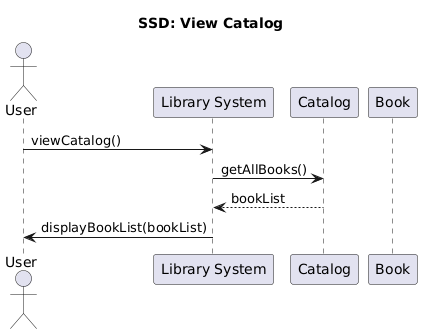 SSD: View Catalog
User
Library System
Catalog
Book
viewCatalog()
getAllBooks()
bookList
displayBookList(bookList)
User
Library System
Catalog
Book